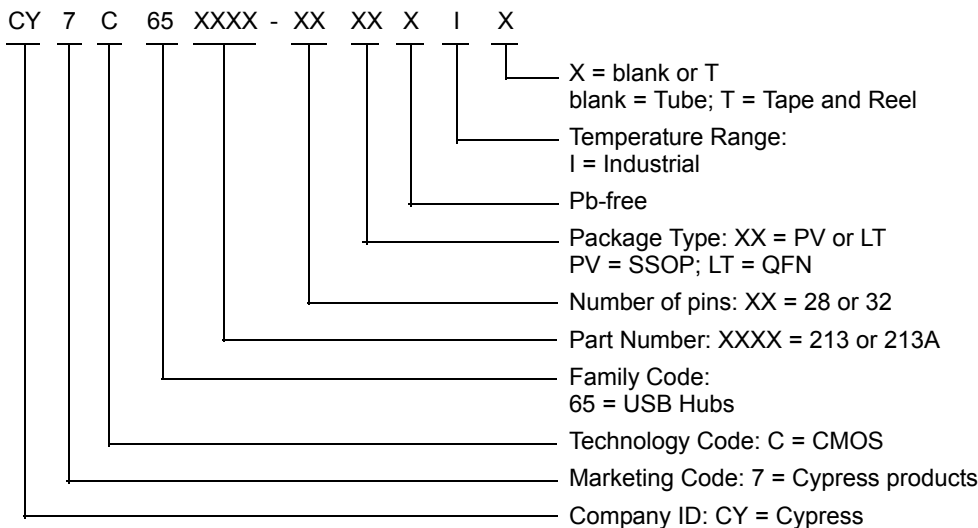 CY 7 C 65 XXXX - XX XX X I X
X = blank or T
blank = Tube; T = Tape and Reel
Temperature Range:
I = Industrial
Pb-free
Package Type: XX = PV or LT
PV = SSOP; LT = QFN
Number of pins: XX = 28 or 32
Part Number: XXXX = 213 or 213A
Family Code:
65 = USB Hubs
Technology Code: C = CMOS
Marketing Code: 7 = Cypress products
Company ID: CY = Cypress